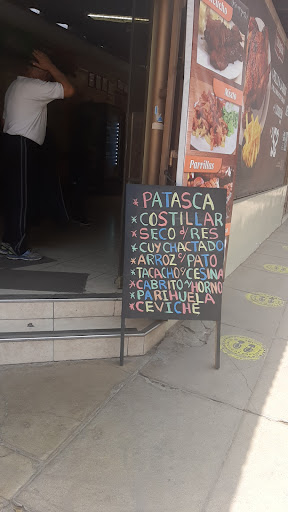 Parrillas
* PATASCA
* COSTILLAR
* SECO d/ RES
* CUY CHACTADO
* ARROZ c/ PATO
* TACACHO c/ CESINA
* CABRITO a/ HORNO
* PARIHUELA
* CEVICHE